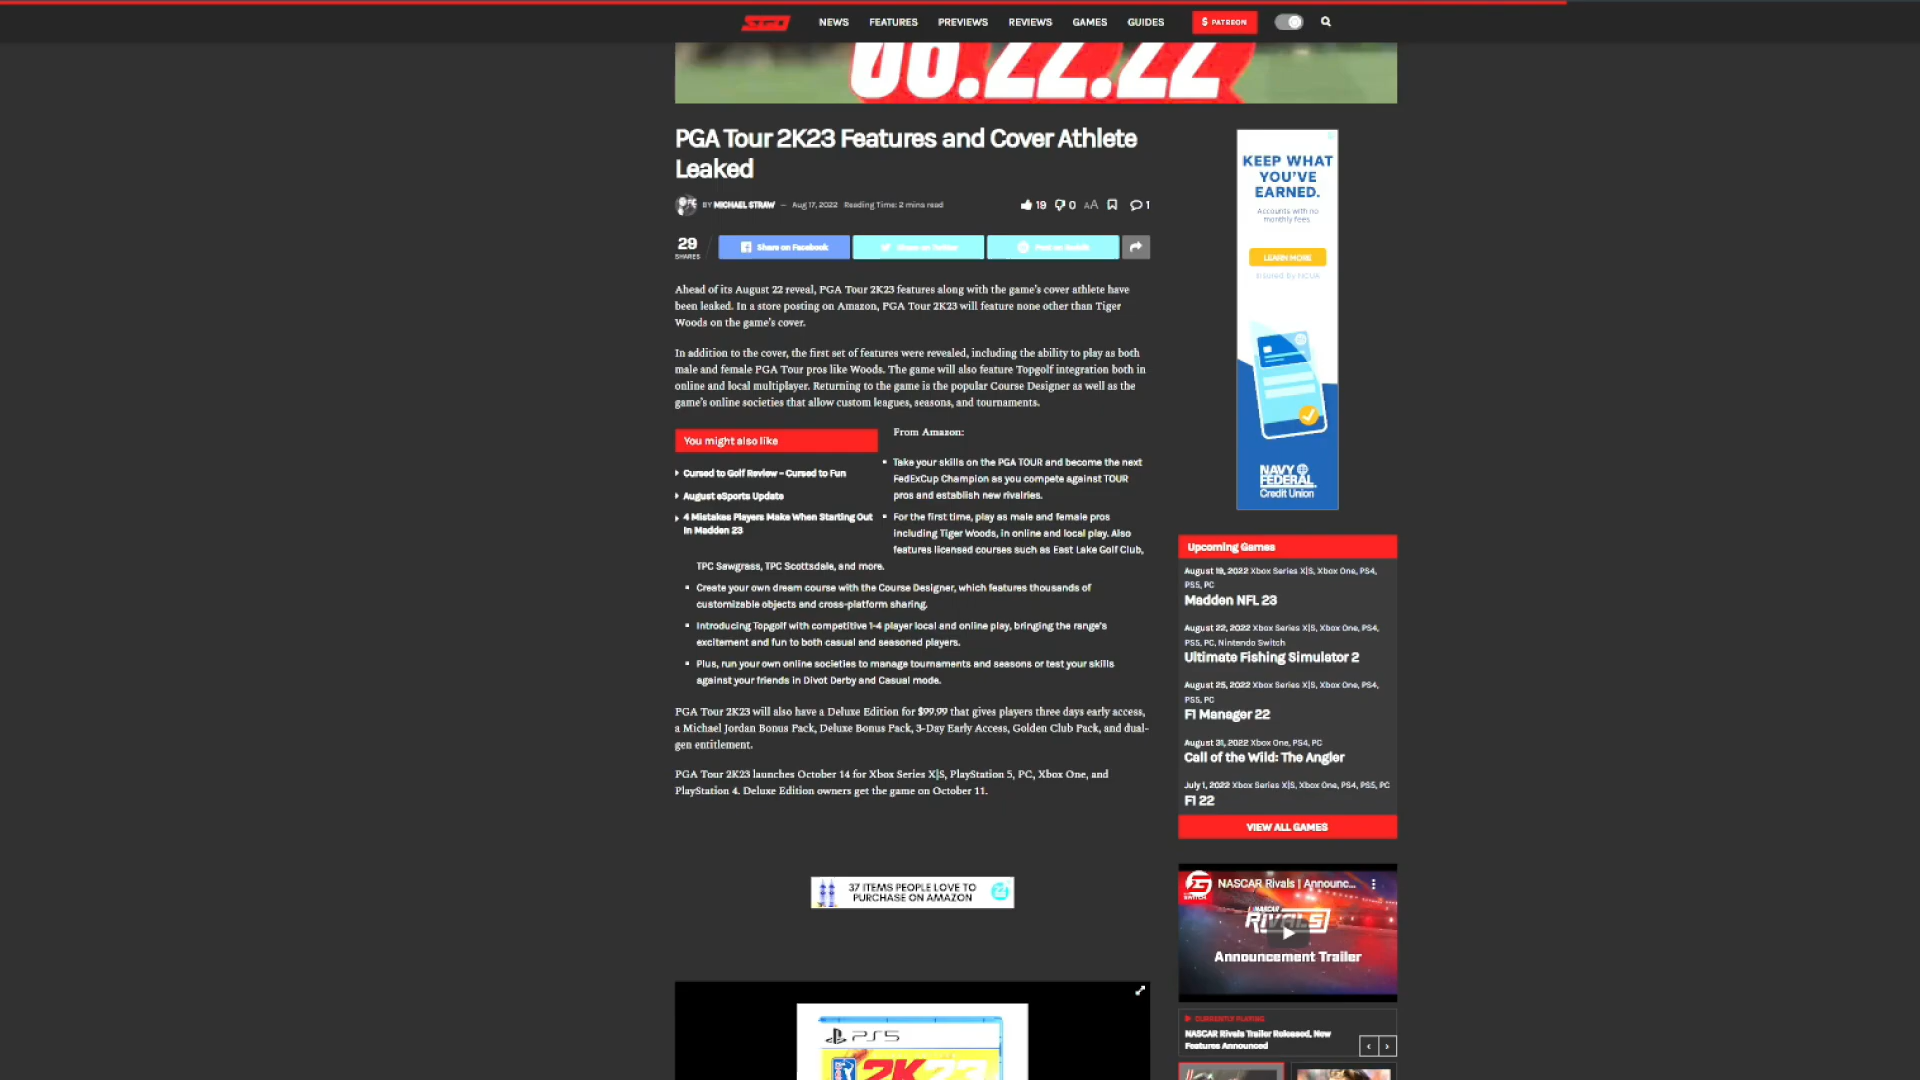 NEWS FEATURES PREVIEWS REVIEWS GAMES GUIDES $ PATREON
PGA Tour 2K23 Features and Cover Athlete
Leaked
BY MICHAEL STRAW — Aug 17, 2022 Reading Time: 2 mins read
19 0 AA 1
29
SHARES
Share on Facebook
Ahead of its August 22 reveal, PGA Tour 2K23 features along with the game's cover athlete have
been leaked. In a store posting on Amazon, PGA Tour 2K23 will feature none other than Tiger
Woods on the game's cover.
In addition to the cover, the first set of features were revealed, including the ability to play as both
male and female PGA Tour pros like Woods. The game will also feature Topgolf integration both in
online and local multiplayer. Returning to the game is the popular Course Designer as well as the
game's online societies that allow custom leagues, seasons, and tournaments.
You might also like
Cursed to Golf Review – Cursed to Fun
August eSports Update
4 Mistakes Players Make When Starting Out
In Madden 23
From Amazon:
Take your skills on the PGA TOUR and become the next
FedExCup Champion as you compete against TOUR
pros and establish new rivalries.
For the first time, play as male and female pros
including Tiger Woods, in online and local play. Also
features licensed courses such as East Lake Golf Club,
TPC Sawgrass, TPC Scottsdale, and more.
Create your own dream course with the Course Designer, which features thousands of
customizable objects and cross-platform sharing.
Introducing Topgolf with competitive 1-4 player local and online play, bringing the range's
excitement and fun to both casual and seasoned players.
Plus, run your own online societies to manage tournaments and seasons or test your skills
against your friends in Divot Derby and Casual mode.
PGA Tour 2K23 will also have a Deluxe Edition for $99.99 that gives players three days early access,
a Michael Jordan Bonus Pack, Deluxe Bonus Pack, 3-Day Early Access, Golden Club Pack, and dual-
gen entitlement.
PGA Tour 2K23 launches October 14 for Xbox Series X|S, PlayStation 5, PC, Xbox One, and
PlayStation 4. Deluxe Edition owners get the game on October 11.
37 ITEMS PEOPLE LOVE TO
PURCHASE ON AMAZON
PS5
2K23
KEEP WHAT
YOU'VE
EARNED.
Accounts with no
monthly fees
LEARN MORE
Insured by NCUA
NAVY
FEDERAL
Credit Union
Upcoming Games
August 19, 2022 Xbox Series X|S, Xbox One, PS4,
PS5, PC
Madden NFL 23
August 22, 2022 Xbox Series X|S, Xbox One, PS4,
PS5, PC, Nintendo Switch
Ultimate Fishing Simulator 2
August 25, 2022 Xbox Series X|S, Xbox One, PS4,
PS5, PC
F1 Manager 22
August 31, 2022 Xbox One, PS4, PC
Call of the Wild: The Angler
July 1, 2022 Xbox Series X|S, Xbox One, PS4, PS5, PC
F1 22
VIEW ALL GAMES
NASCAR Rivals | Announc...
NASCAR
RIVALS
Announcement Trailer
CURRENTLY PLAYING
NASCAR Rivals Trailer Released, New
Features Announced